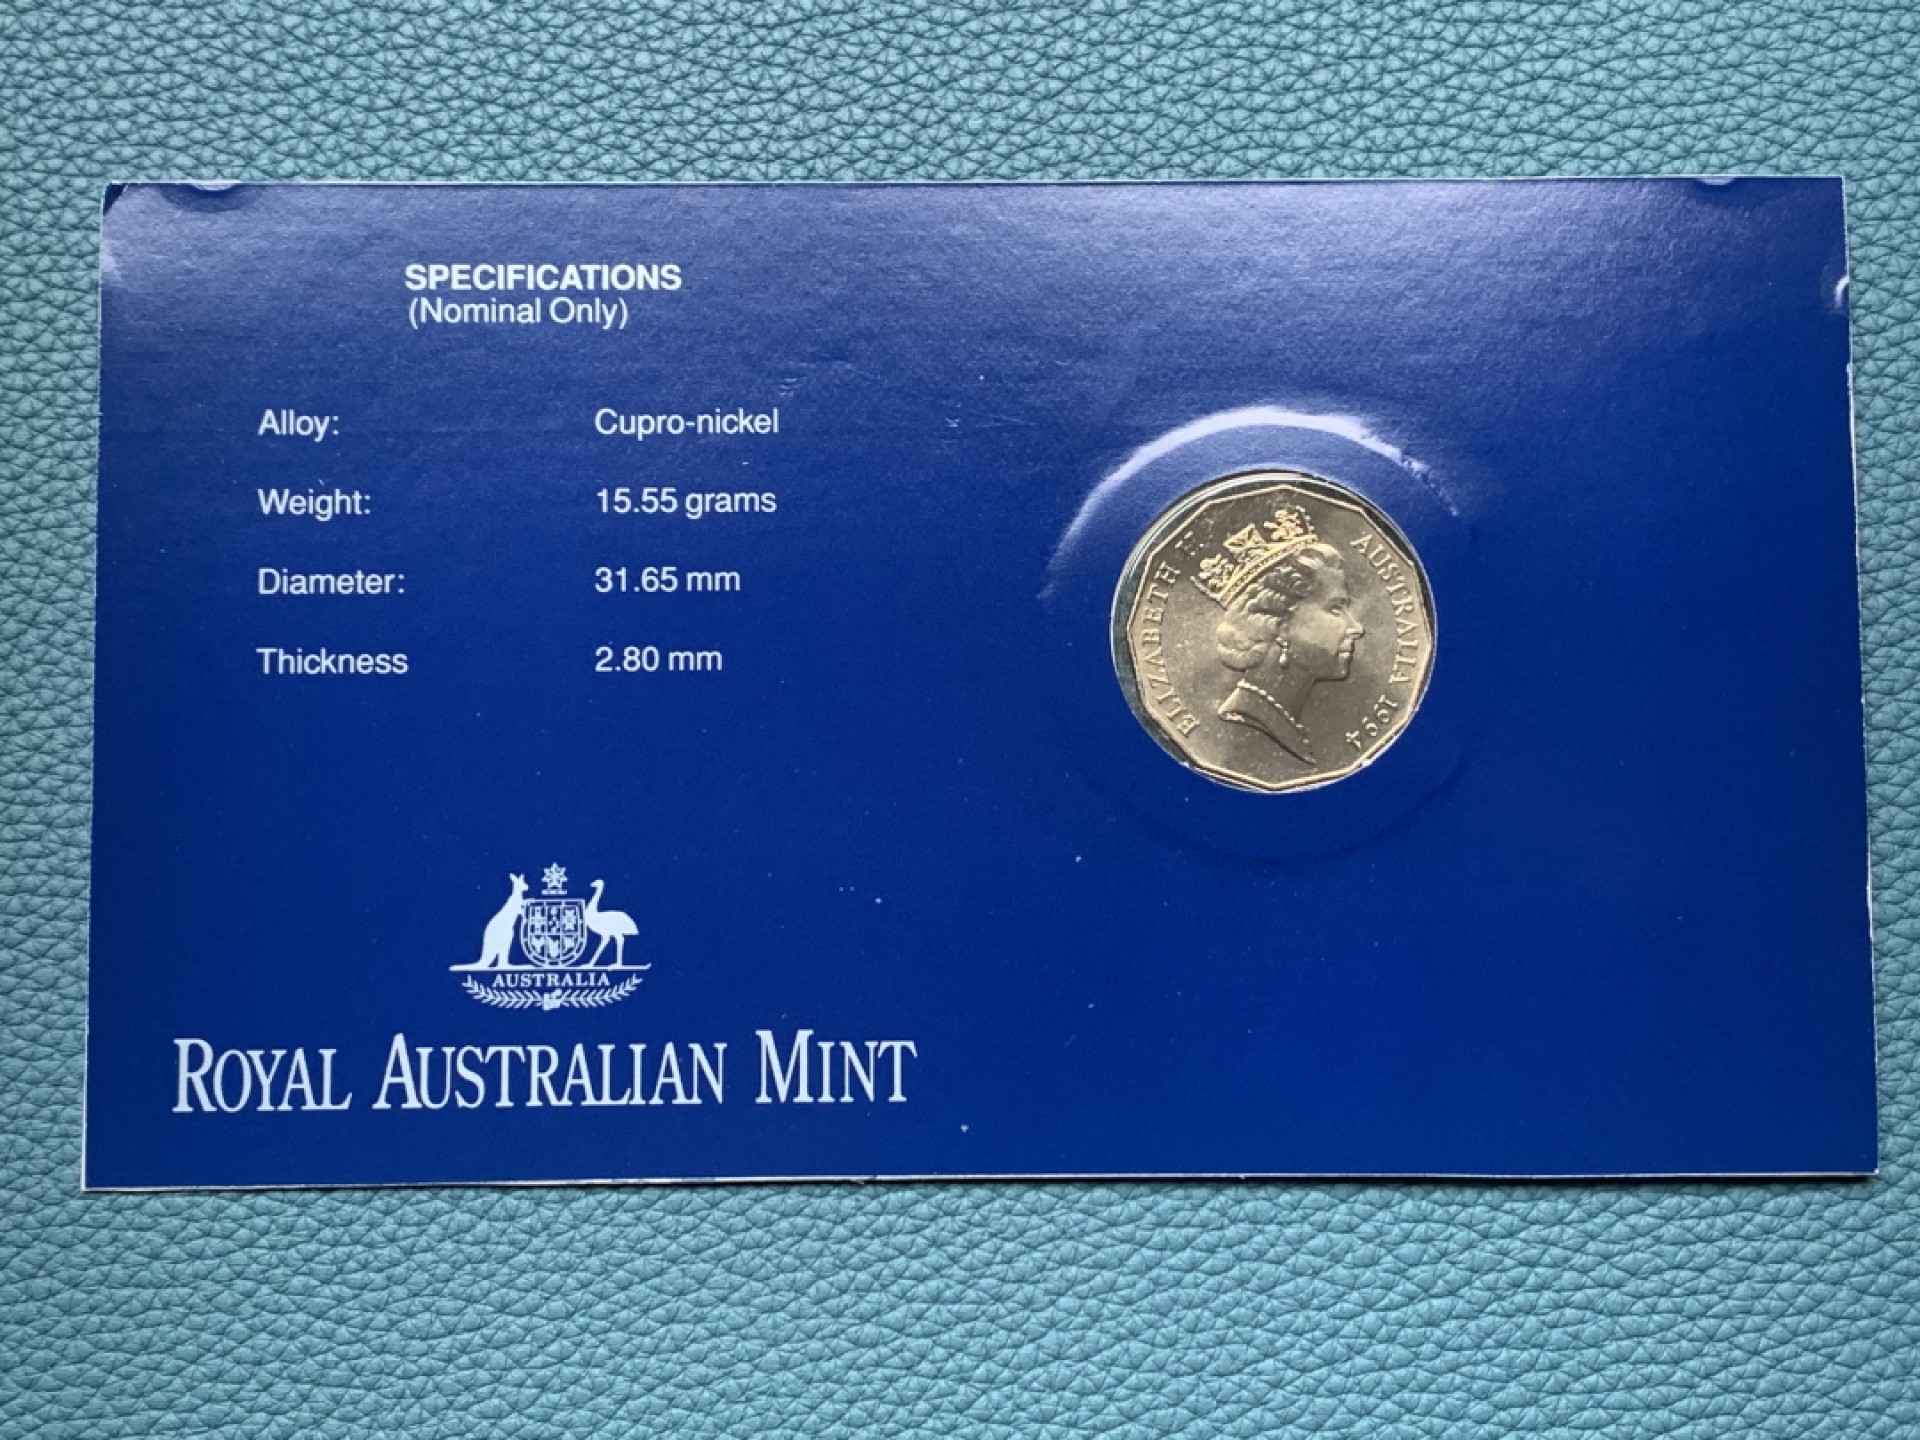 SPECIFICATIONS
(Nominal Only)
Alloy: Cupro-nickel
Weight: 15.55 grams
Diameter: 31.65 mm
Thickness 2.80 mm
ELIZABETH II
AUSTRALIA 1994
AUSTRALIA
ROYAL AUSTRALIAN MINT